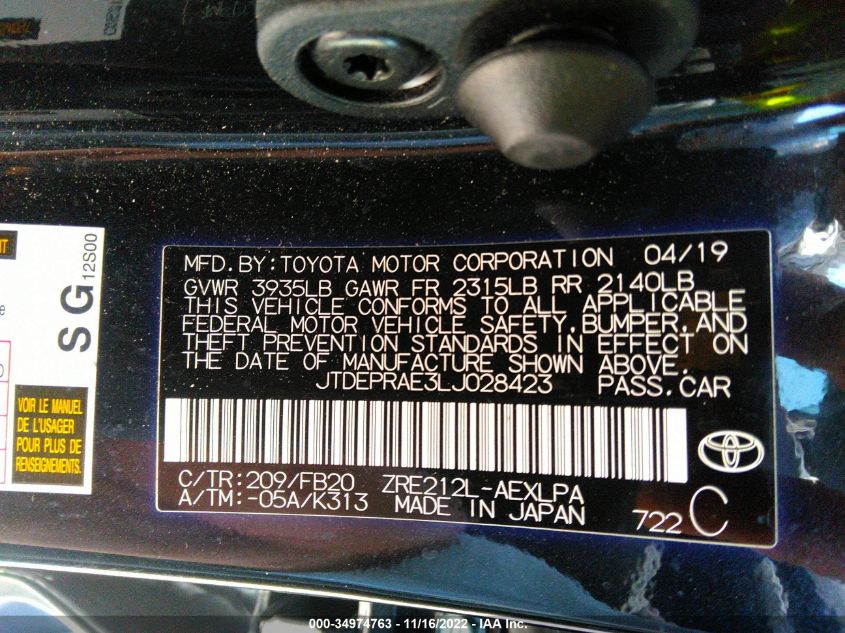 MFD.BY:TOYOTA MOTOR CORPORATION 04/19
GVWR 3935LB GAWR FR 2315LB RR 2140LB
THIS VEHICLE CONFORMS TO ALL APPLICABLE
FEDERAL MOTOR VEHICLE SAFETY,BUMPER,AND
THEFT PREVENTION STANDARDS IN EFFECT ON
THE DATE OF MANUFACTURE SHOWN ABOVE.
JTDEPRAE3LJ028423 PASS.CAR
C/TR:209/FB20 ZRE212L-AEXLPA
A/TM:-05A/K313 MADE IN JAPAN 722 C
SG
12S00
VOIR LE MANUEL
DE L'USAGER
POUR PLUS DE
RENSEIGNEMENTS.
000-34974763 - 11/16/2022 - IAA Inc.